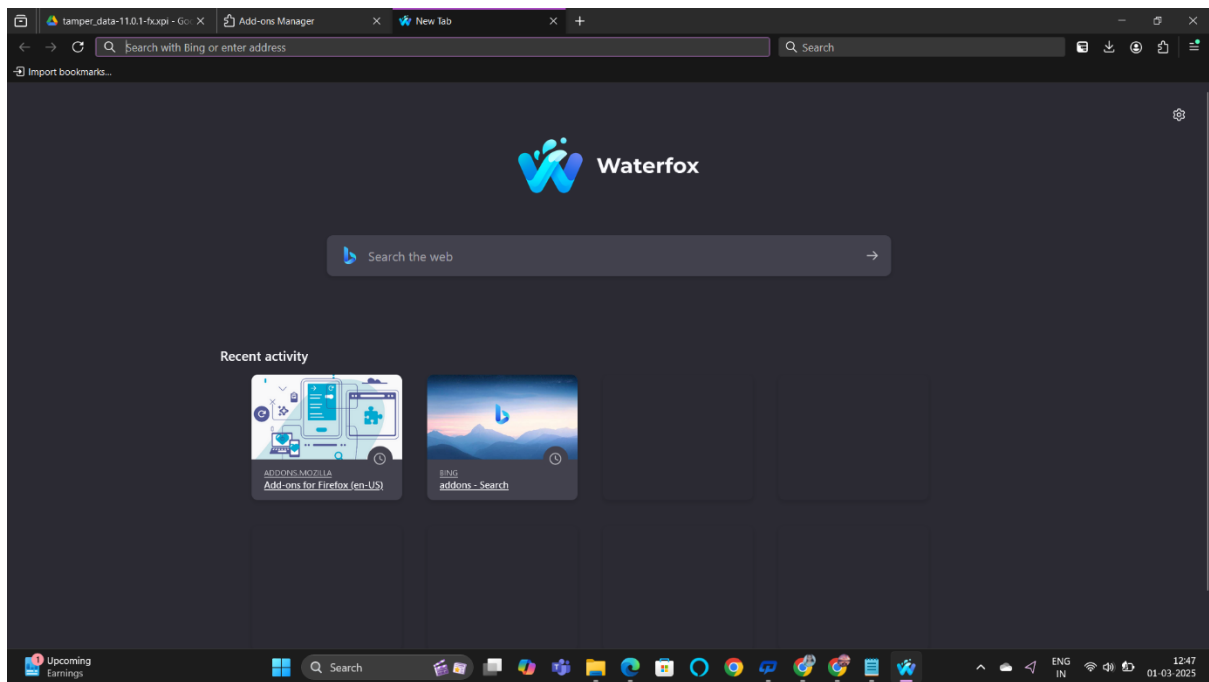 tamper_data-11.0.1-fx.xpi - Goo
Add-ons Manager
New Tab
Search with Bing or enter address
Search
Import bookmarks...
Waterfox
Search the web
Recent activity
ADDONS.MOZILLA
Add-ons for Firefox (en-US)
BING
addons - Search
1
Upcoming
Earnings
Search
ENG
IN
12:47
01-03-2025